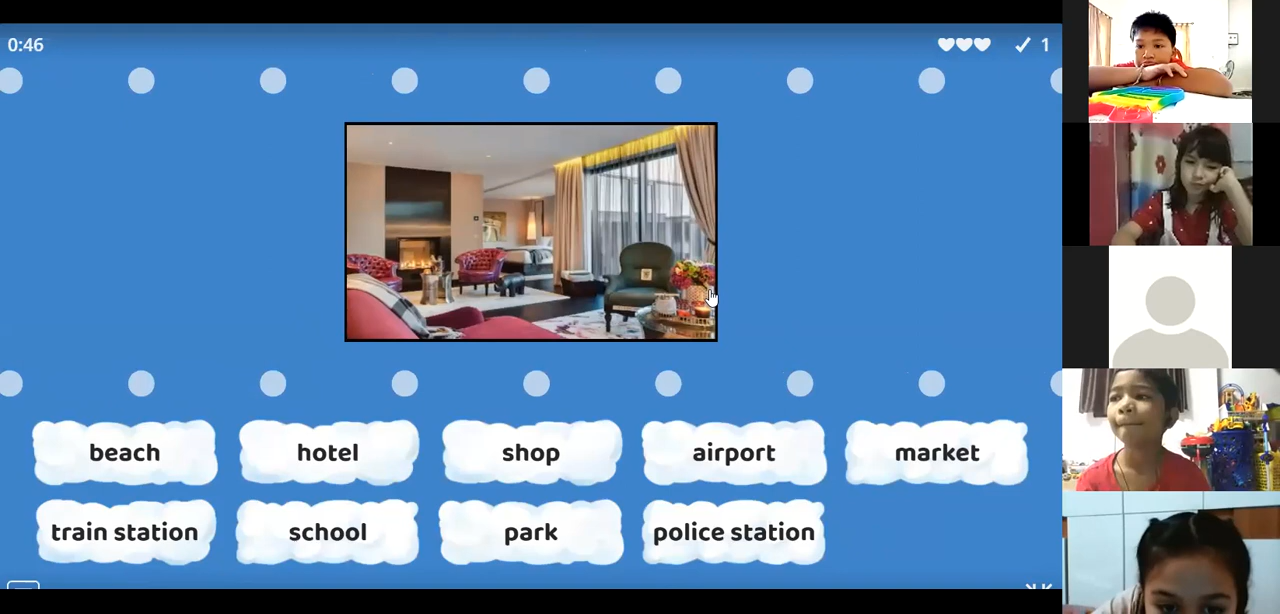 0:46
✓ 1
beach
hotel
shop
airport
market
train station
school
park
police station